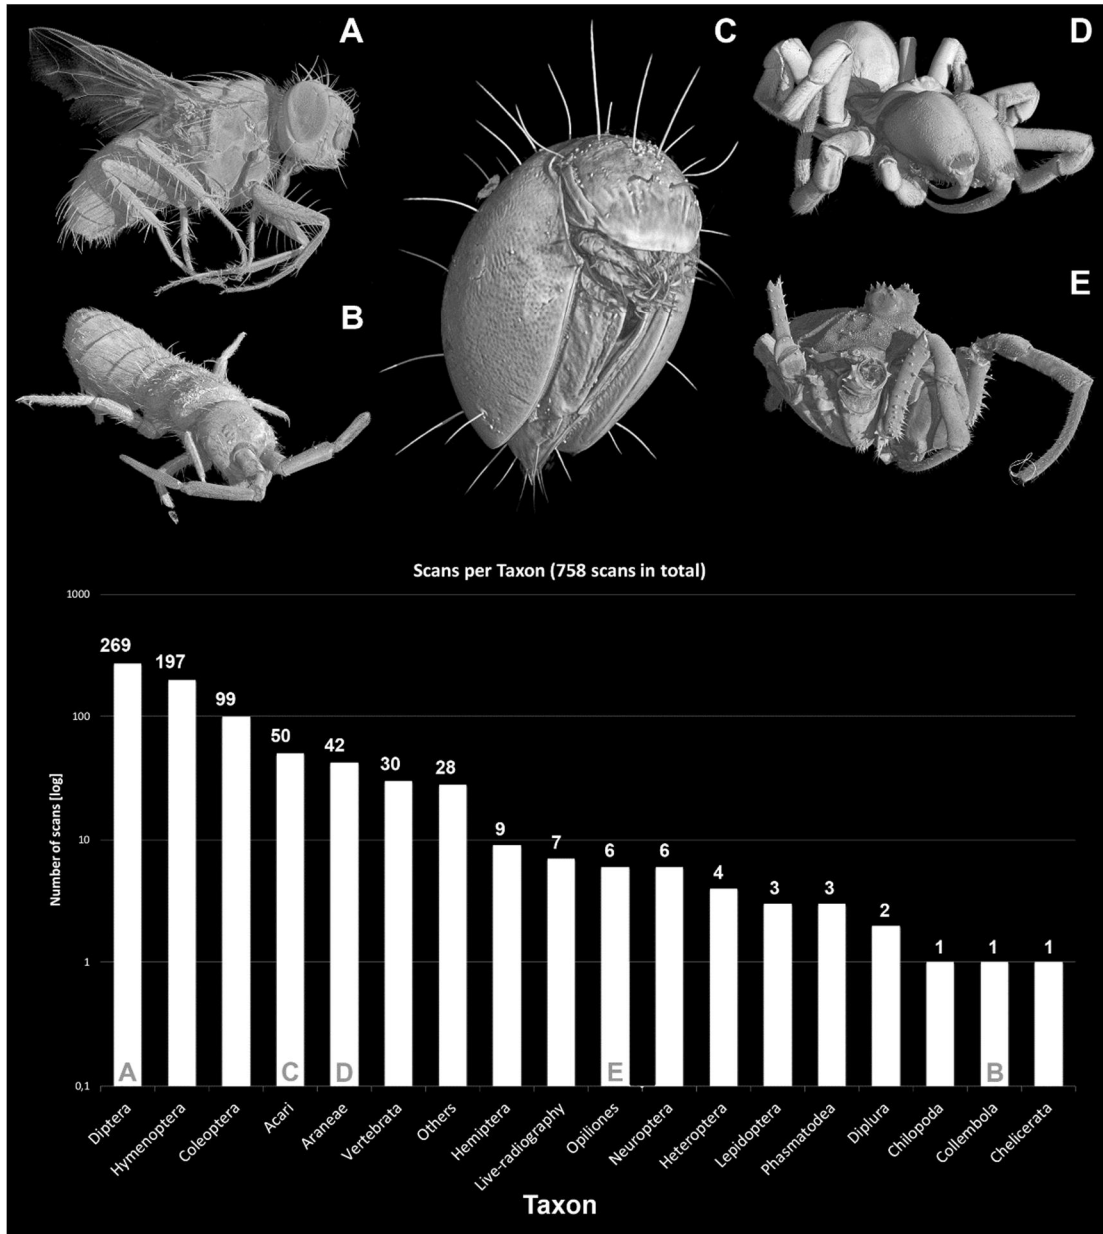 A
B
C
D
E
Scans per Taxon (758 scans in total)
Number of scans [log]
1000
100
10
1
0,1
269
197
99
50
42
30
28
9
7
6
6
4
3
3
2
1
1
1
A
C
D
E
B
Diptera
Hymenoptera
Coleoptera
Acari
Araneae
Vertebrata
Others
Hemiptera
Live-radiography
Opiliones
Neuroptera
Heteroptera
Lepidoptera
Phasmatodea
Diplura
Chilopoda
Collembola
Chelicerata
Taxon